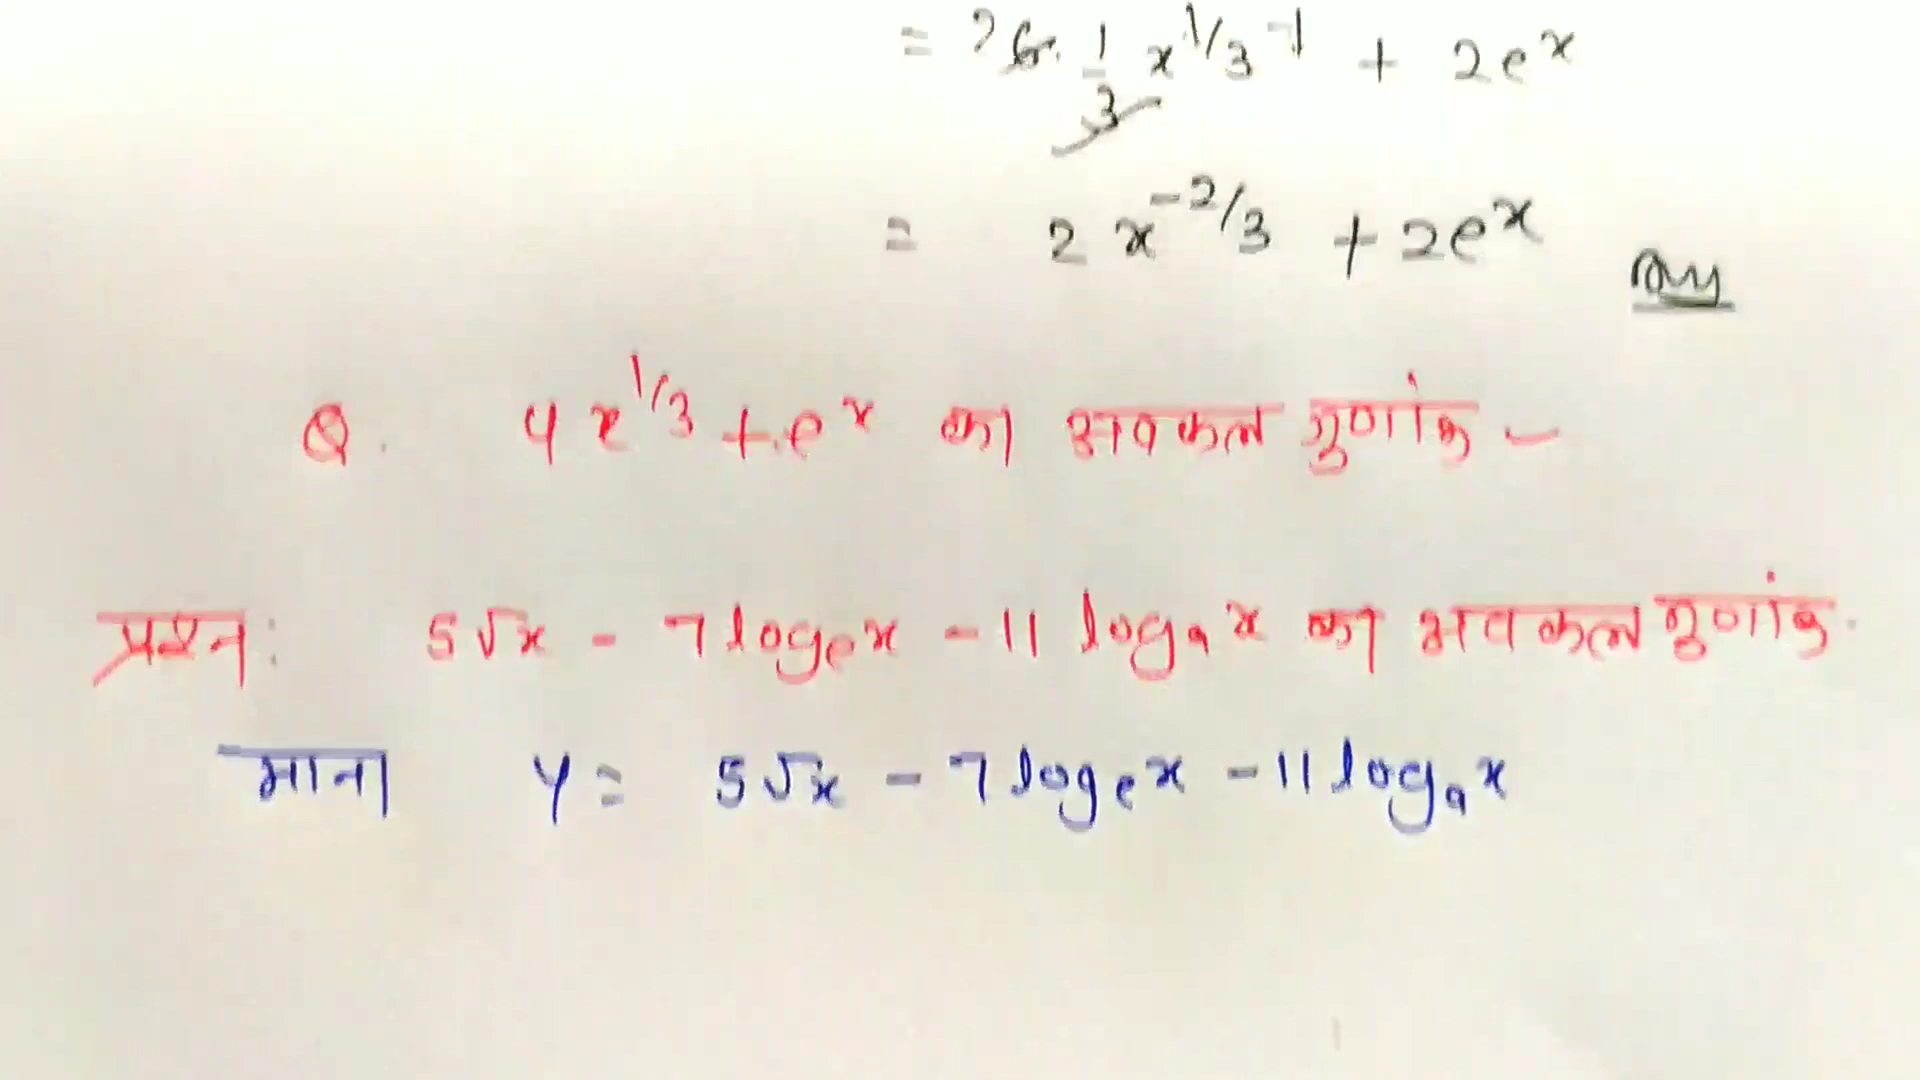 = 2 6. 1/3 x^1/3 -1 + 2e^x
= 2 x^-2/3 + 2e^x Ans
Q. 4x^1/3 + e^x का अवकल गुणांक -
प्रश्न: 5√x - 7 log_e x - 11 log_a x का अवकल गुणांक.
माना y = 5√x - 7 log_e x - 11 log_a x